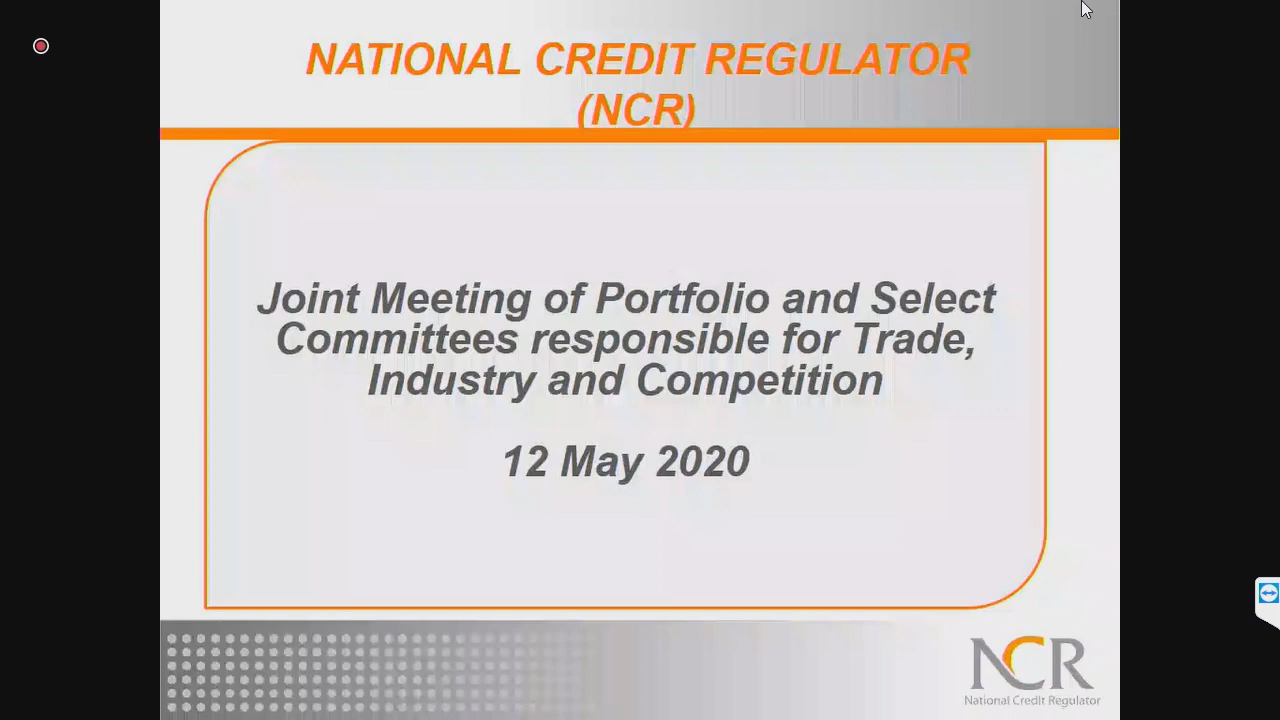 NATIONAL CREDIT REGULATOR
(NCR)
Joint Meeting of Portfolio and Select
Committees responsible for Trade,
Industry and Competition
12 May 2020
NCR
National Credit Regulator